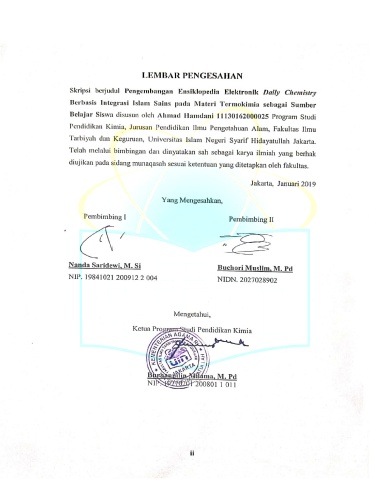 LEMBAR PENGESAHAN
Skripsi berjudul Pengembangan Ensiklopedia Elektronik Daily Chemistry
Berbasis Integrasi Islam Sains pada Materi Termokimia sebagai Sumber
Belajar Siswa disusun oleh Ahmad Hamdani 11130162000025 Program Studi
Pendidikan Kimia, Jurusan Pendidikan Ilmu Pengetahuan Alam, Fakultas Ilmu
Tarbiyah dan Keguruan, Universitas Islam Negeri Syarif Hidayatullah Jakarta.
Telah melalui bimbingan dan dinyatakan sah sebagai karya ilmiah yang berhak
diujikan pada sidang munaqasah sesuai ketentuan yang ditetapkan oleh fakultas.
Jakarta, Januari 2019
Yang Mengesahkan,
Pembimbing I
Pembimbing II
Nanda Saridewi, M. Si
NIP. 19841021 200912 2 004
Buchori Muslim, M. Pd
NIDN. 2027028902
Mengetahui,
Ketua Program Studi Pendidikan Kimia
KEMENTERIAN AGAMA
uin
JAKARTA
Milama, M. Pd
NIP. 200801 1 011
ii